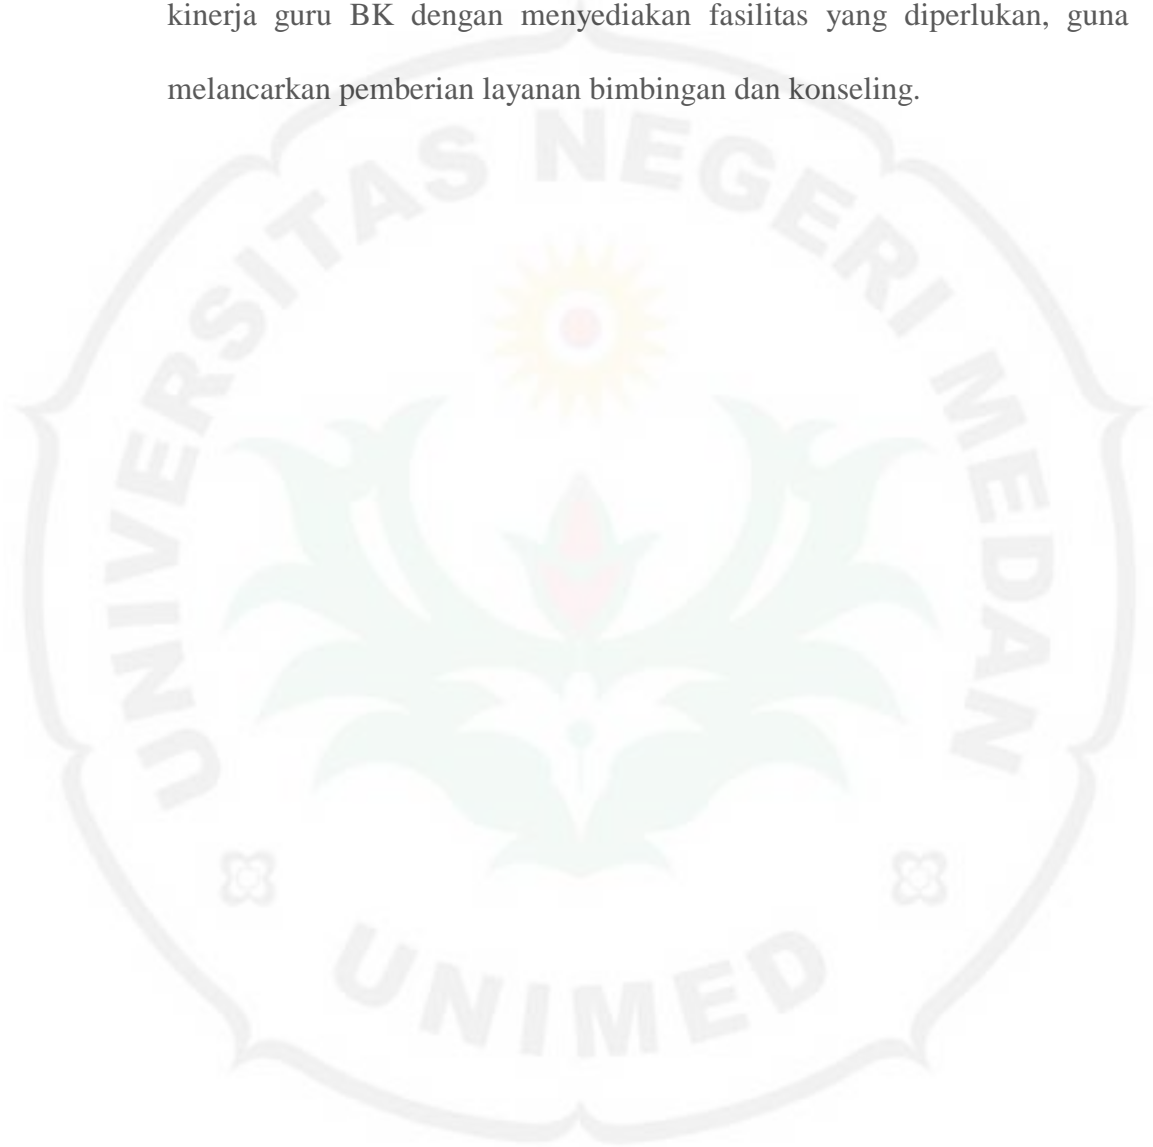 kinerja guru BK dengan menyediakan fasilitas yang diperlukan, guna
melancarkan pemberian layanan bimbingan dan konseling.
UNIVERSITAS NEGERI MEDAN
UNIMED